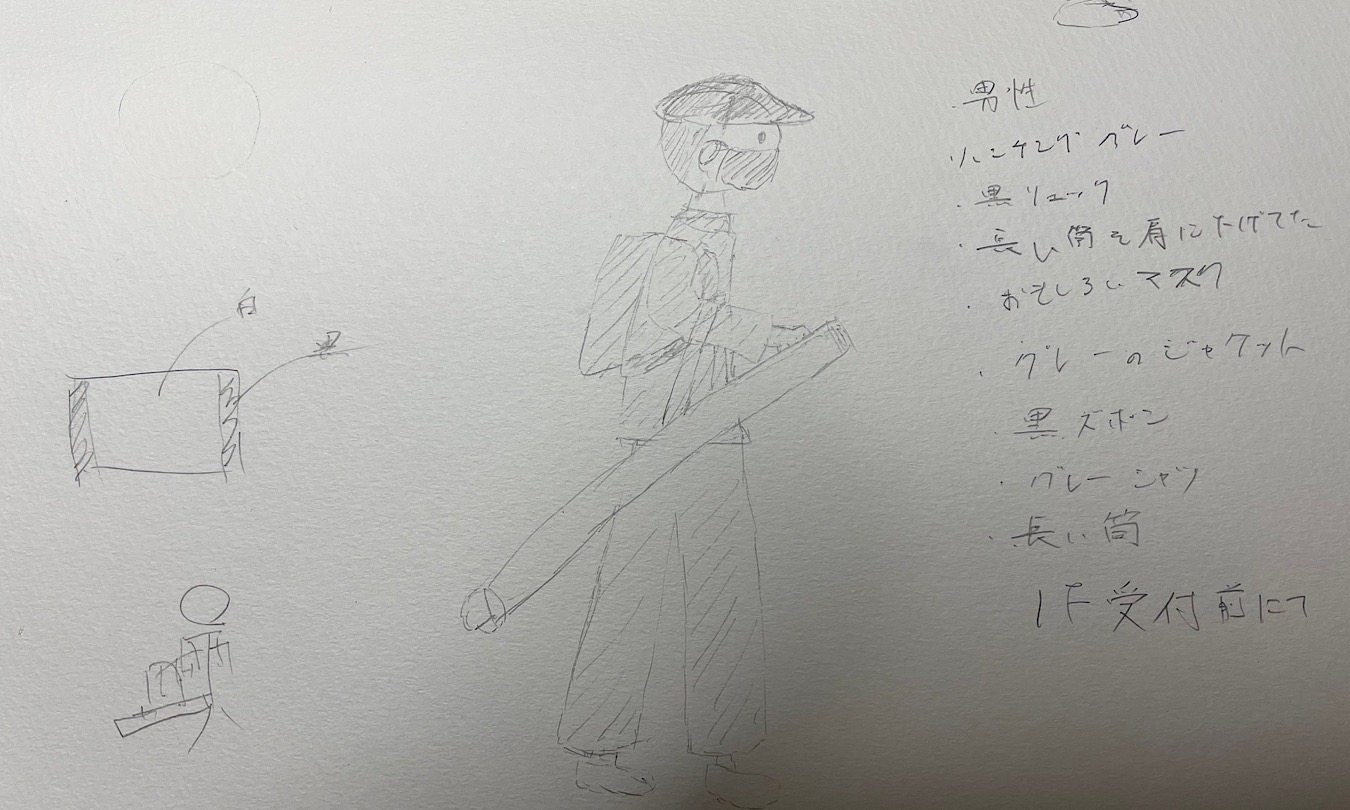 白
黒
・男性
ハンチング グレー
・黒リュック
・長い筒を肩に下げてた
・おもしろいマスク
・グレーのジャケット
・黒ズボン
・グレーシャツ
・長い筒
1F受付前にて